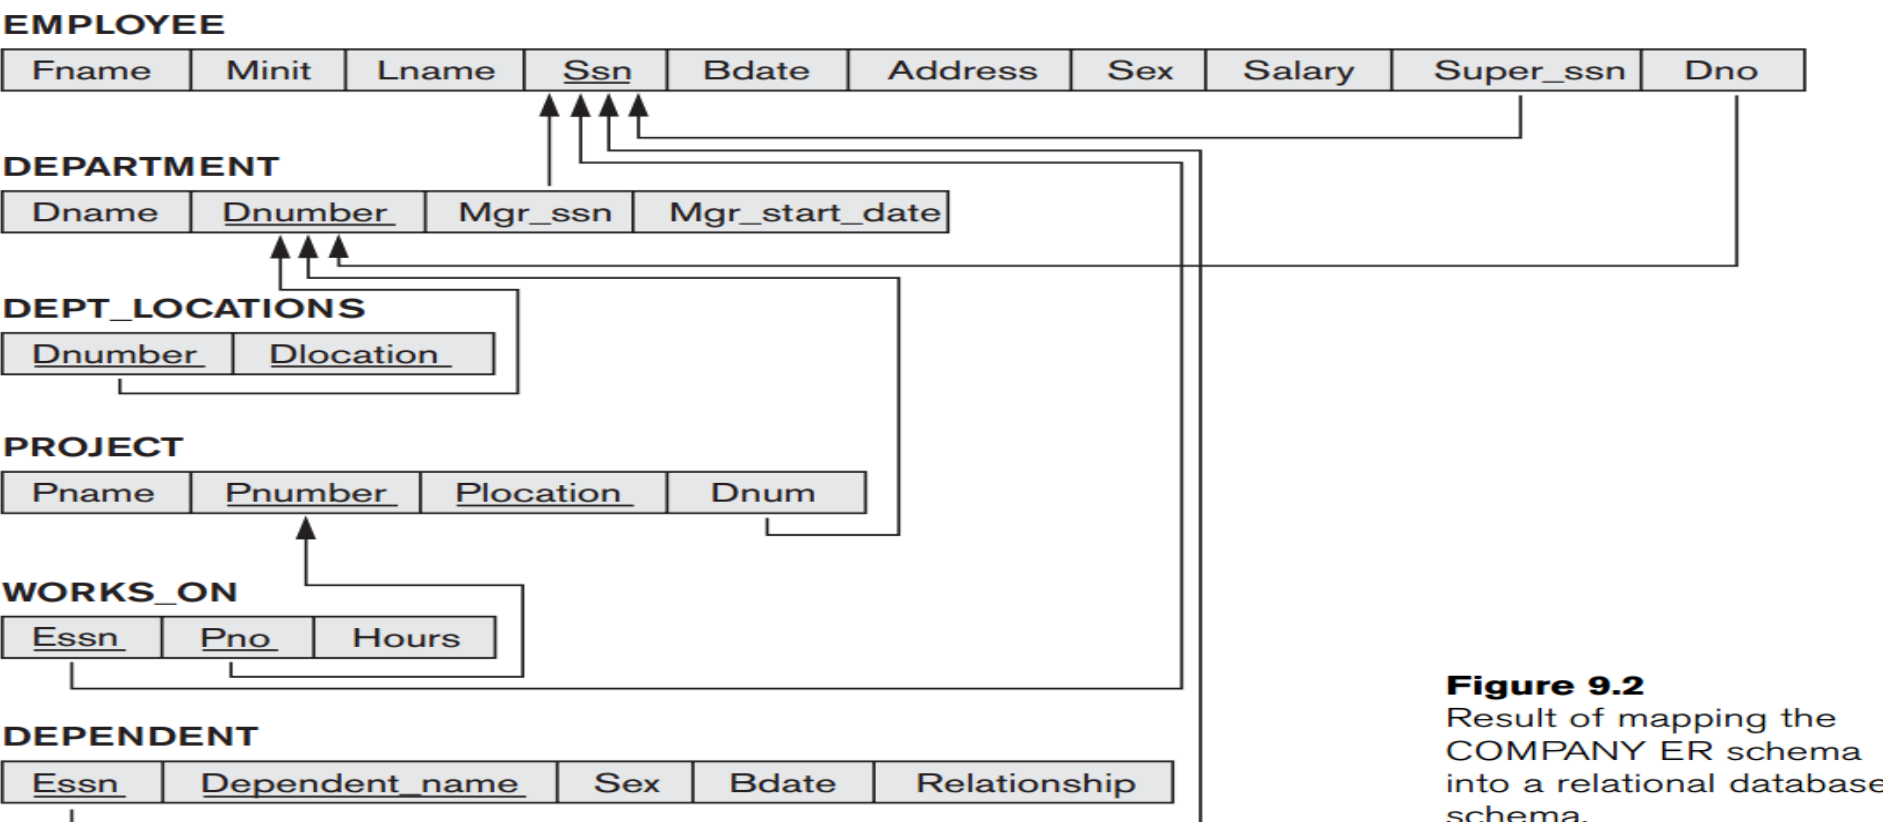 EMPLOYEE
Fname Minit Lname Ssn Bdate Address Sex Salary Super_ssn Dno
DEPARTMENT
Dname Dnumber Mgr_ssn Mgr_start_date
DEPT_LOCATIONS
Dnumber Dlocation
PROJECT
Pname Pnumber Plocation Dnum
WORKS_ON
Essn Pno Hours
DEPENDENT
Essn Dependent_name Sex Bdate Relationship
Figure 9.2
Result of mapping the
COMPANY ER schema
into a relational database
schema.